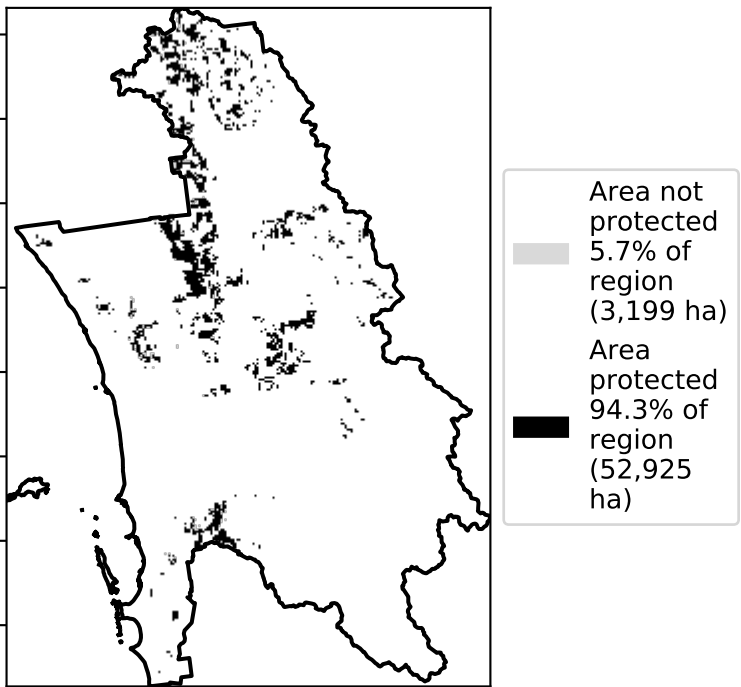 Area not
protected
5.7% of
region
(3,199 ha)
Area
protected
94.3% of
region
(52,925
ha)